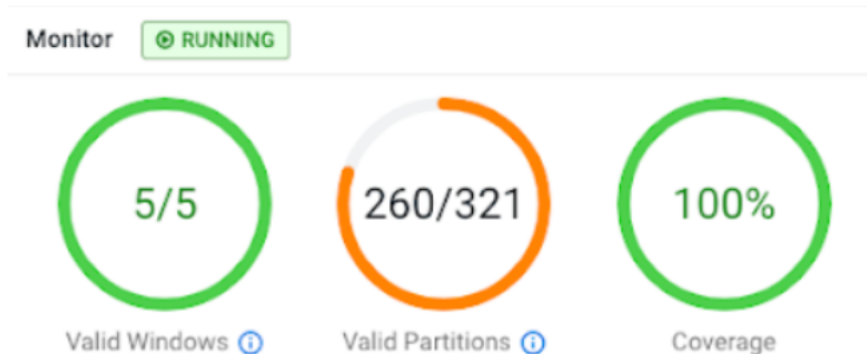 Monitor RUNNING
5/5 260/321 100%
Valid Windows Valid Partitions Coverage